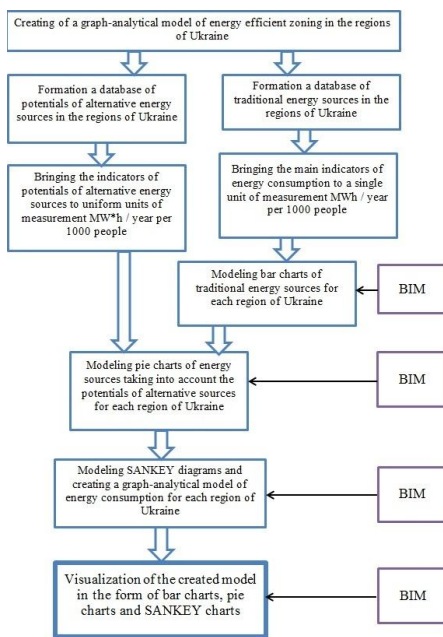 Creating of a graph-analytical model of energy efficient zoning in the regions
of Ukraine
Formation a database of
potentials of alternative energy
sources in the regions of Ukraine
Formation a database of
traditional energy sources in the
regions of Ukraine
Bringing the indicators of
potentials of alternative energy
sources to uniform units of
measurement MW*h / year per
1000 people
Bringing the main indicators of
energy consumption to a single
unit of measurement MWh / year
per 1000 people
Modeling bar charts of
traditional energy sources for
each region of Ukraine
BIM
Modeling pie charts of energy
sources taking into account the
potentials of alternative sources
for each region of Ukraine
BIM
Modeling SANKEY diagrams and
creating a graph-analytical model of
energy consumption for each region of
Ukraine
BIM
Visualization of the created model
in the form of bar charts, pie
charts and SANKEY charts
BIM